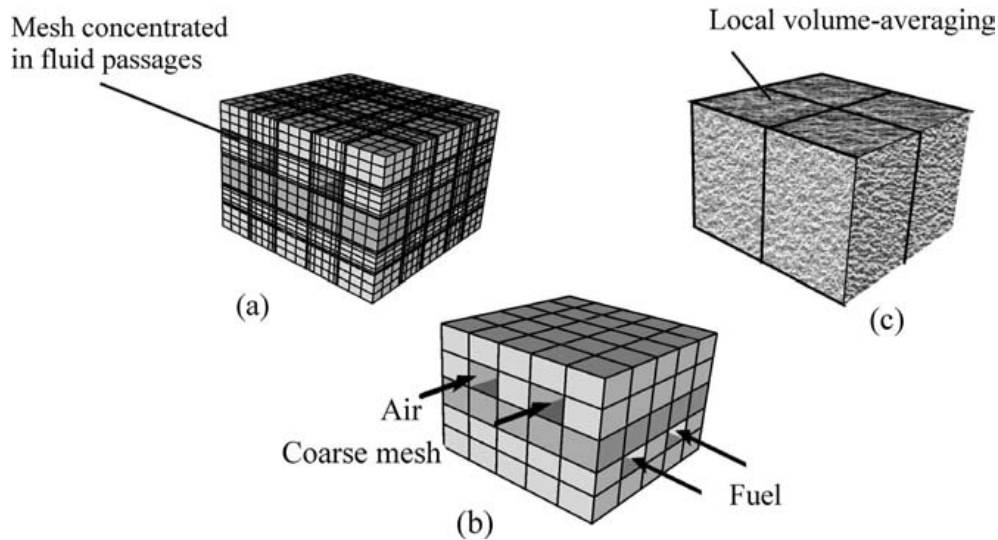 Mesh concentrated
in fluid passages
Local volume-averaging
(a)
(c)
Air
Coarse mesh
Fuel
(b)